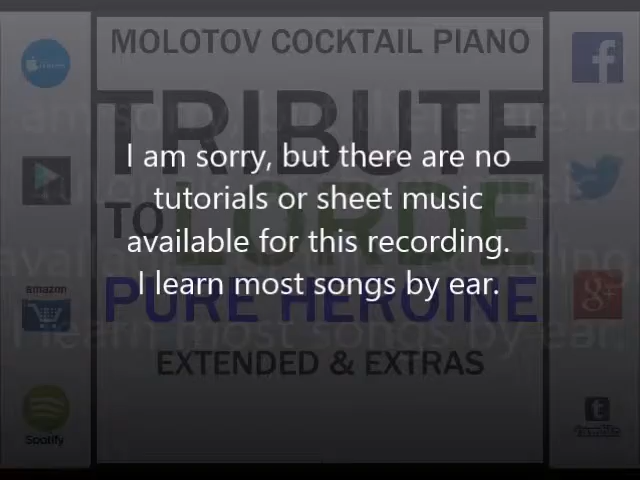 MOLOTOV COCKTAIL PIANO
TRIBUTE
TO LORDE
PURE HEROINE
EXTENDED & EXTRAS
I am sorry, but there are no
tutorials or sheet music
available for this recording.
I learn most songs by ear.
amazon
Spotify